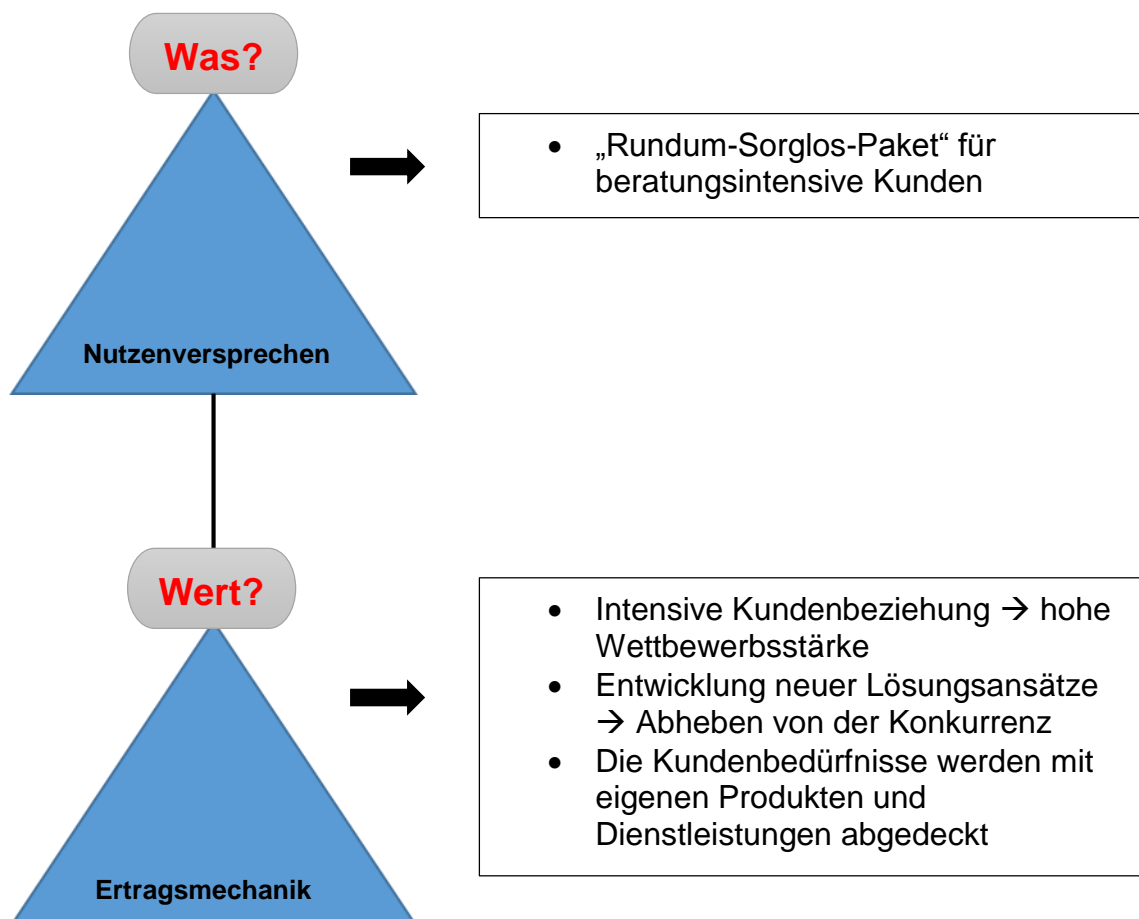 Was?
• „Rundum-Sorglos-Paket“ für
beratungsintensive Kunden
Nutzenversprechen
Wert?
• Intensive Kundenbeziehung → hohe
Wettbewerbsstärke
• Entwicklung neuer Lösungsansätze
→ Abheben von der Konkurrenz
• Die Kundenbedürfnisse werden mit
eigenen Produkten und
Dienstleistungen abgedeckt
Ertragsmechanik